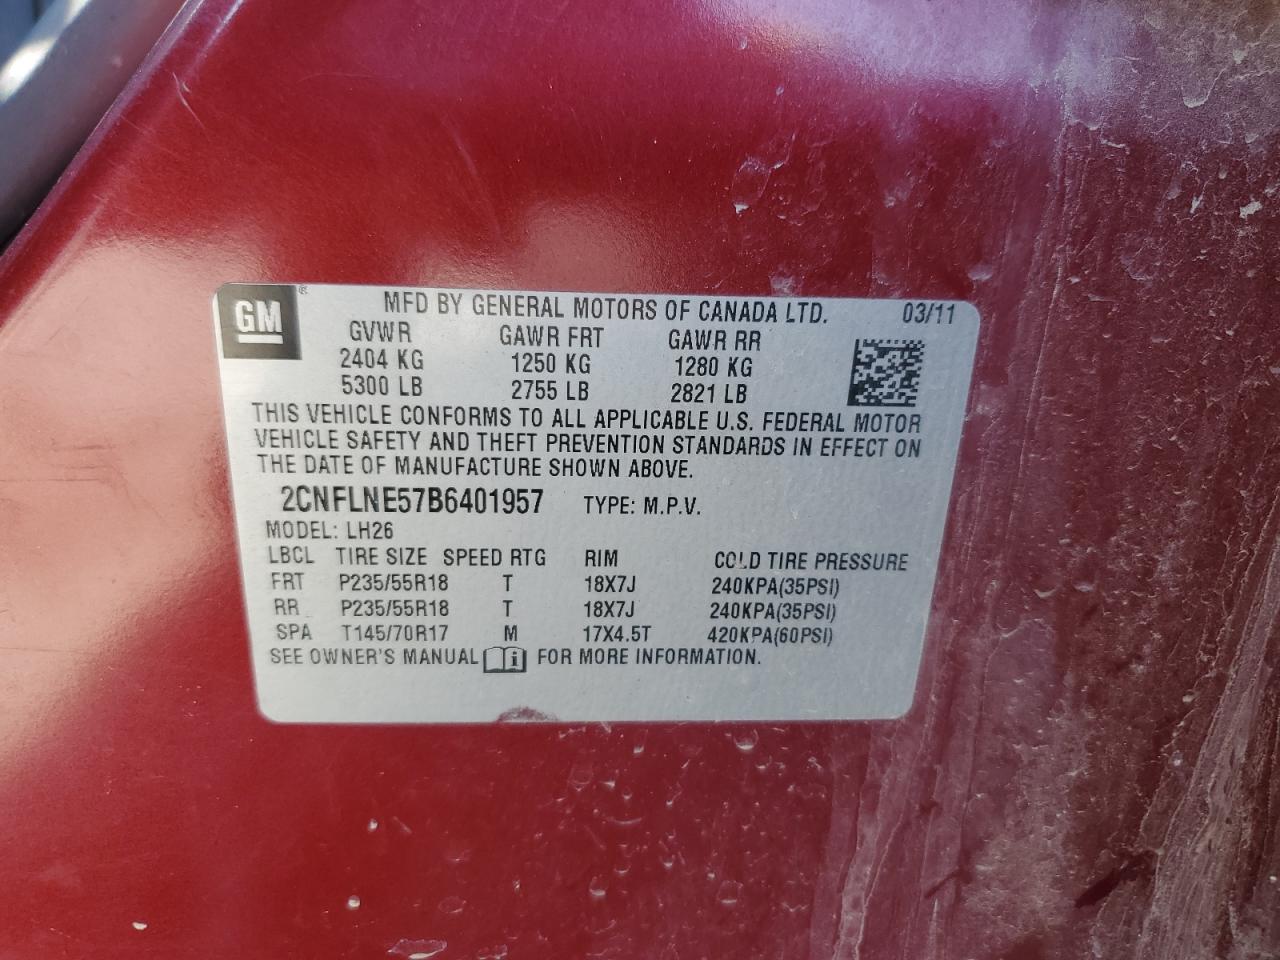 GM ® MFD BY GENERAL MOTORS OF CANADA LTD. 03/11
GVWR GAWR FRT GAWR RR
2404 KG 1250 KG 1280 KG
5300 LB 2755 LB 2821 LB
THIS VEHICLE CONFORMS TO ALL APPLICABLE U.S. FEDERAL MOTOR
VEHICLE SAFETY AND THEFT PREVENTION STANDARDS IN EFFECT ON
THE DATE OF MANUFACTURE SHOWN ABOVE.
2CNFLNE57B6401957 TYPE: M.P.V.
MODEL: LH26
LBCL TIRE SIZE SPEED RTG RIM COLD TIRE PRESSURE
FRT P235/55R18 T 18X7J 240KPA(35PSI)
RR P235/55R18 T 18X7J 240KPA(35PSI)
SPA T145/70R17 M 17X4.5T 420KPA(60PSI)
SEE OWNER'S MANUAL i FOR MORE INFORMATION.